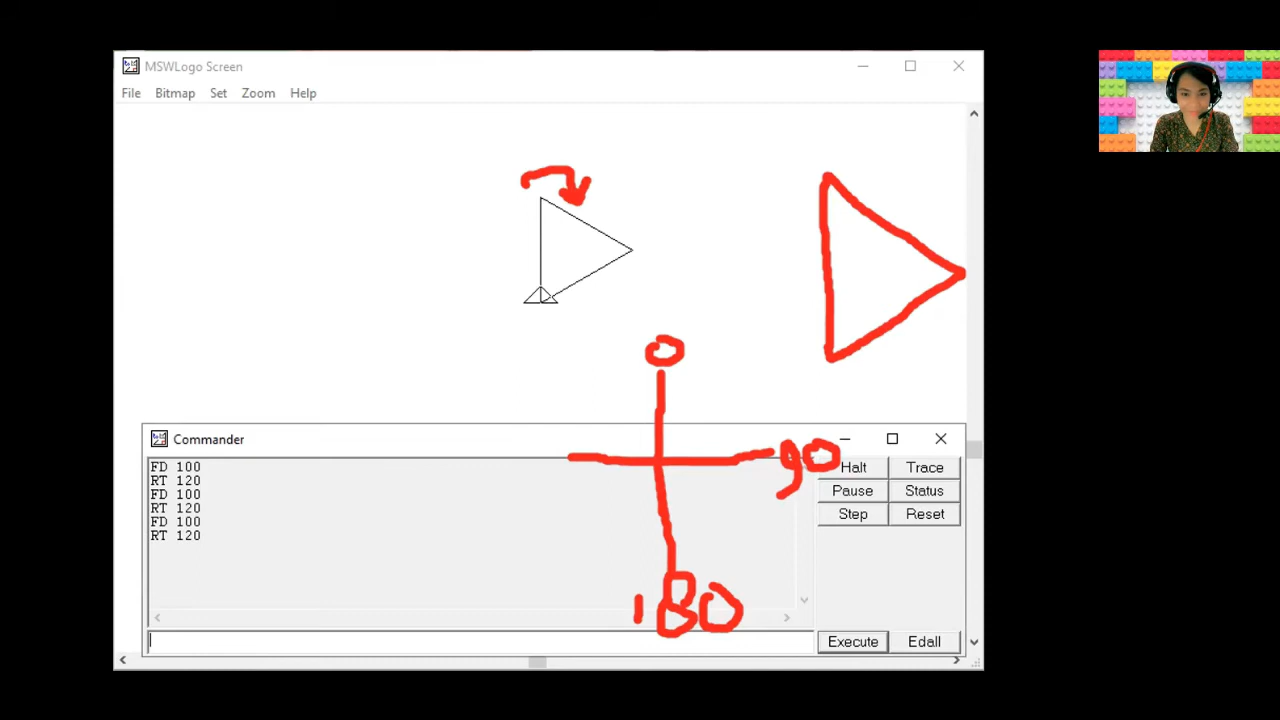 MSWLogo Screen
File Bitmap Set Zoom Help
0
90
180
Commander
FD 100
RT 120
FD 100
RT 120
FD 100
RT 120
Halt Trace
Pause Status
Step Reset
Execute Edall